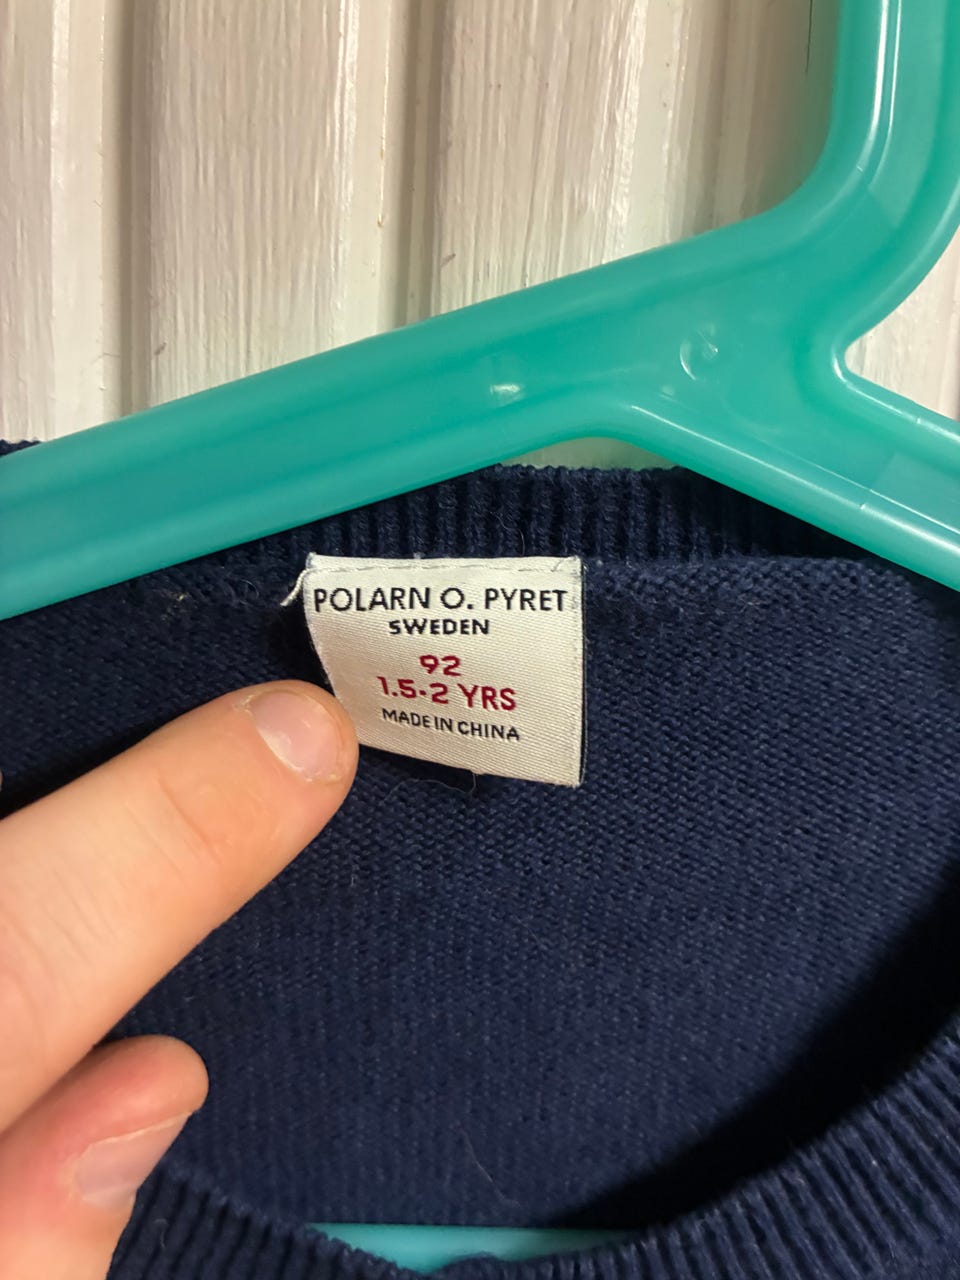 POLARN O. PYRET
SWEDEN
92
1.5-2 YRS
MADE IN CHINA